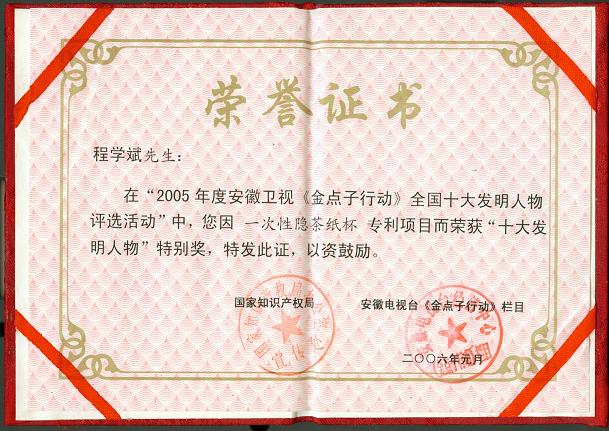 荣誉证书
程学斌先生：
在“2005年度安徽卫视《金点子行动》全国十大发明人物
评选活动”中，您因 一次性隐茶纸杯 专利项目而荣获“十大发
明人物”特别奖，特发此证，以资鼓励。
国家知识产权局 安徽电视台《金点子行动》栏目
二〇〇六年元月